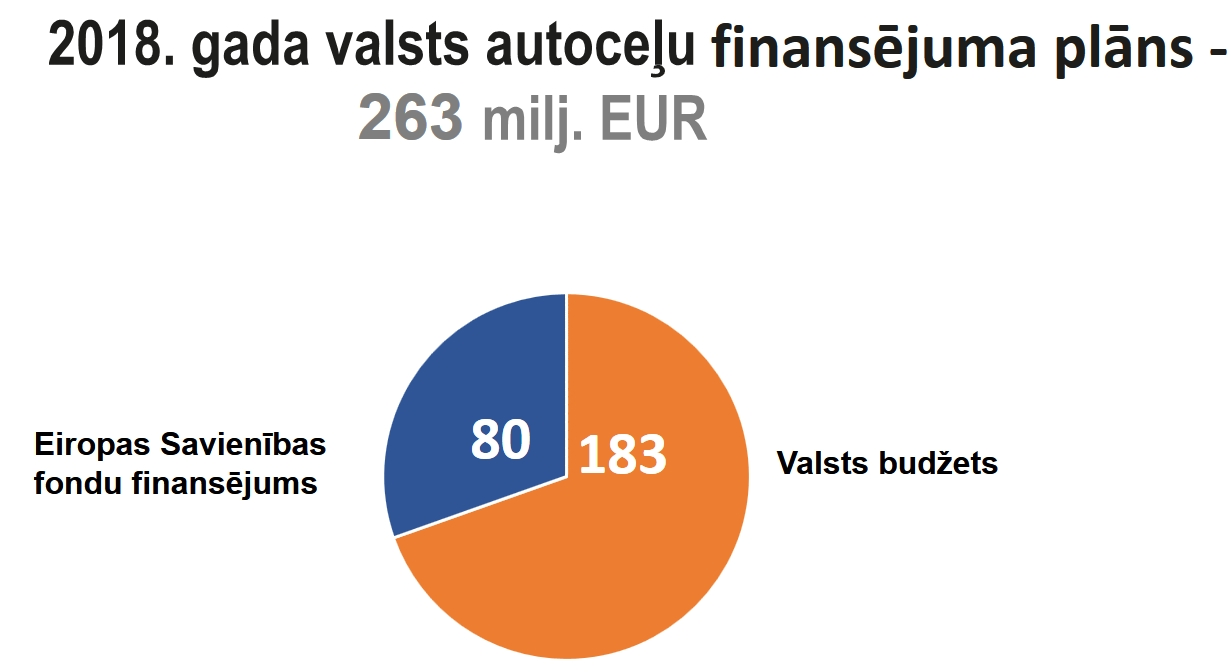 2018. gada valsts autoceļu finansējuma plāns -
263 milj. EUR
80
183
Eiropas Savienības
fondu finansējums
Valsts budžets